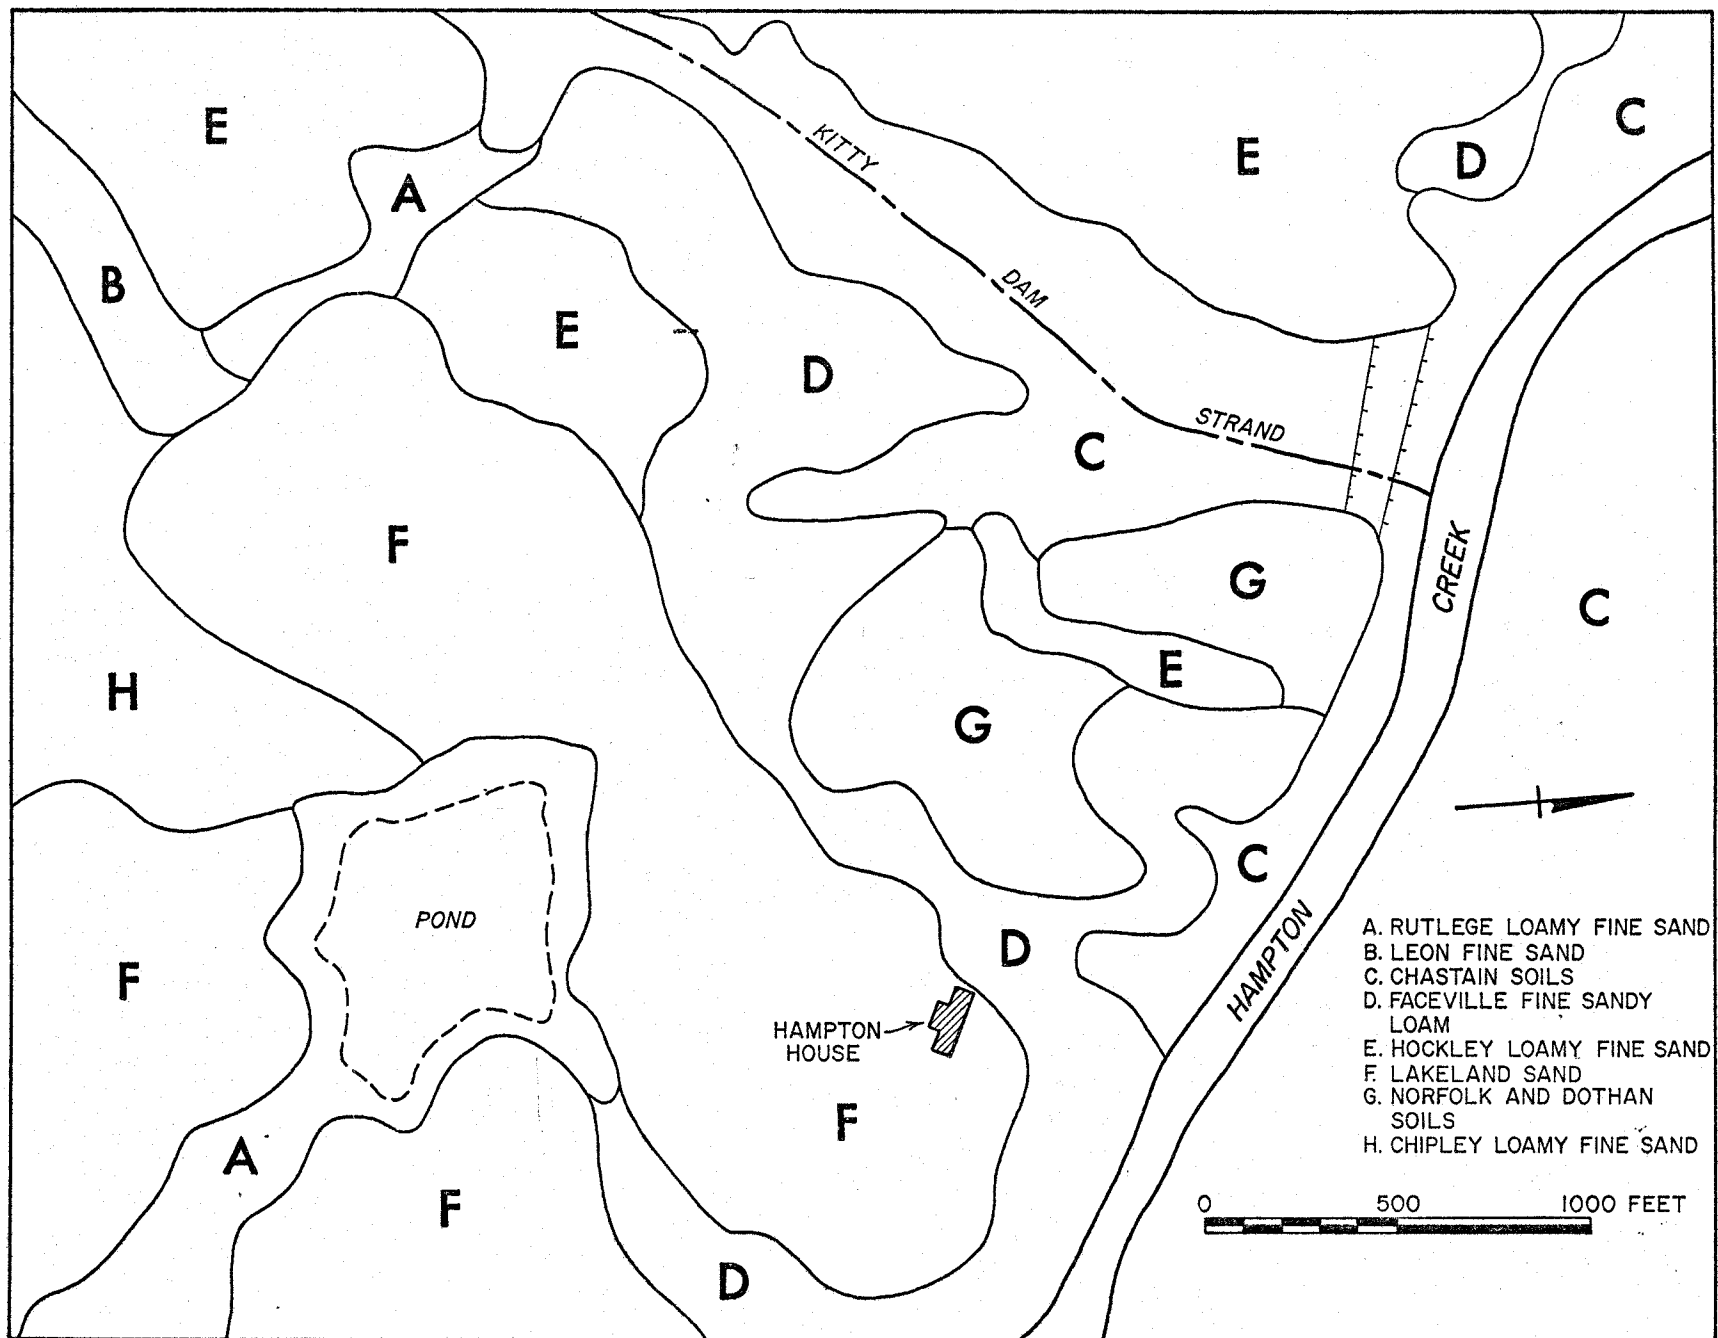 E
C
E
D
KITTY
A
B
DAM
E
D
STRAND
C
F
CREEK
G
C
E
H
G
C
POND
HAMPTON
D
F
HAMPTON
HOUSE
F
A
F
D
A. RUTLEGE LOAMY FINE SAND
B. LEON FINE SAND
C. CHASTAIN SOILS
D. FACEVILLE FINE SANDY
LOAM
E. HOCKLEY LOAMY FINE SAND
F. LAKELAND SAND
G. NORFOLK AND DOTHAN
SOILS
H. CHIPLEY LOAMY FINE SAND
0 500 1000 FEET